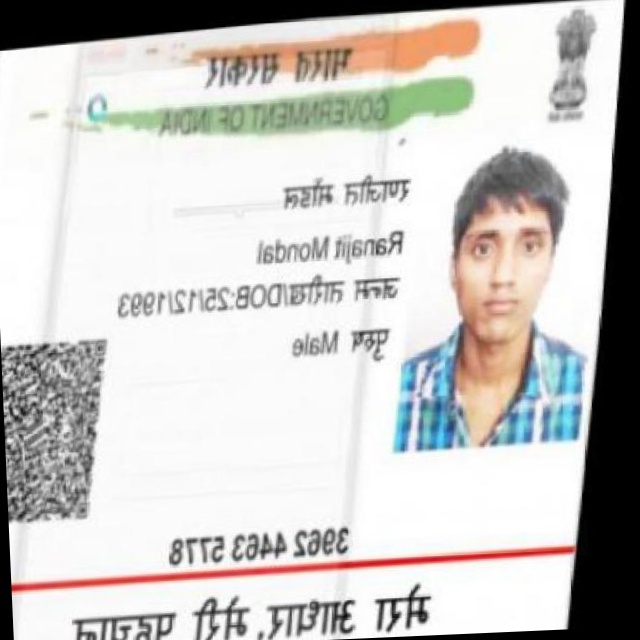 भारत सरकार
GOVERNMENT OF INDIA
रणजीत मोंडल
Ranajit Mondal
जन्म तारीख/DOB:25/12/1993
पुरुष Male
3962 4463 5778
मेरा आधार, मेरी पहचान